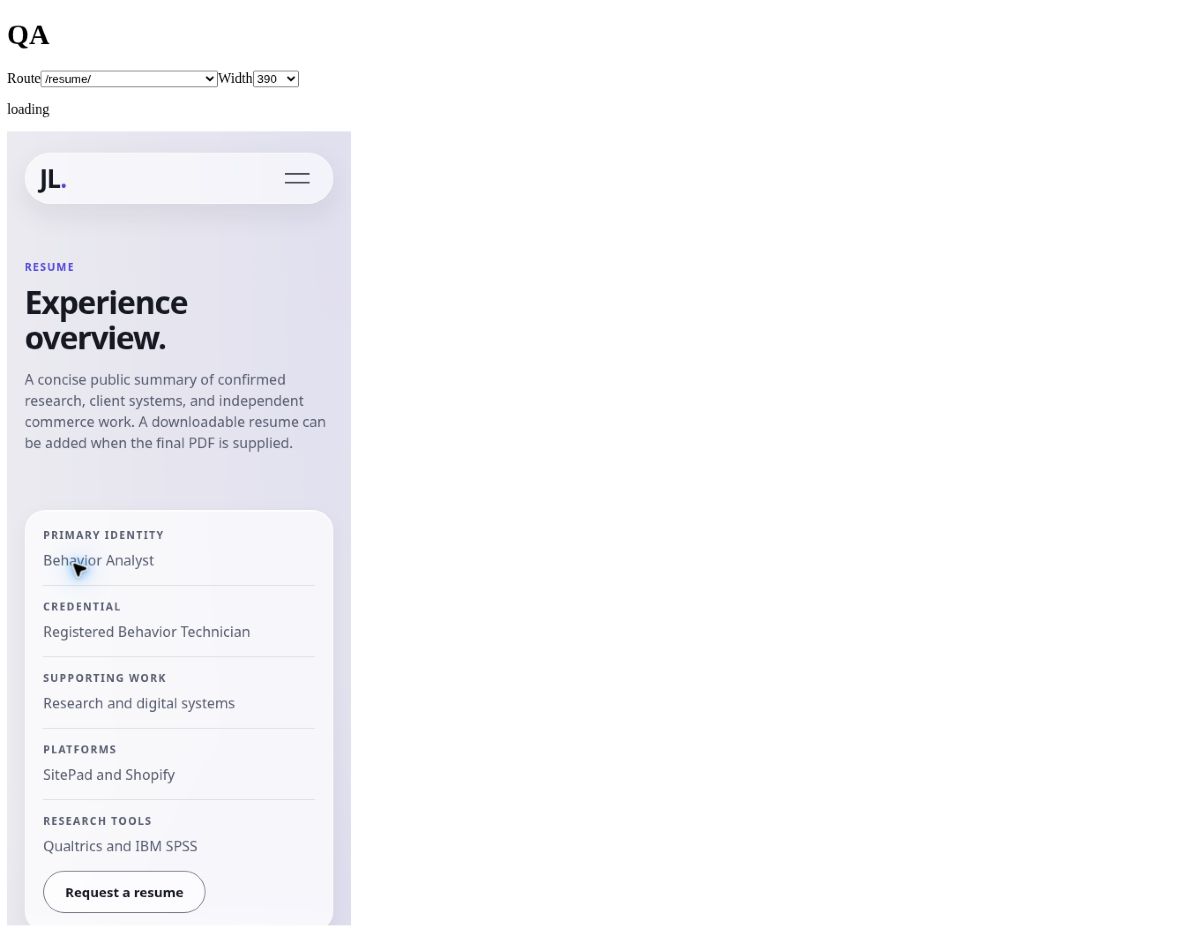 QA
Route /resume/ Width 390
loading
JL.
RESUME
Experience
overview.
A concise public summary of confirmed
research, client systems, and independent
commerce work. A downloadable resume can
be added when the final PDF is supplied.
PRIMARY IDENTITY
Behavior Analyst
CREDENTIAL
Registered Behavior Technician
SUPPORTING WORK
Research and digital systems
PLATFORMS
SitePad and Shopify
RESEARCH TOOLS
Qualtrics and IBM SPSS
Request a resume